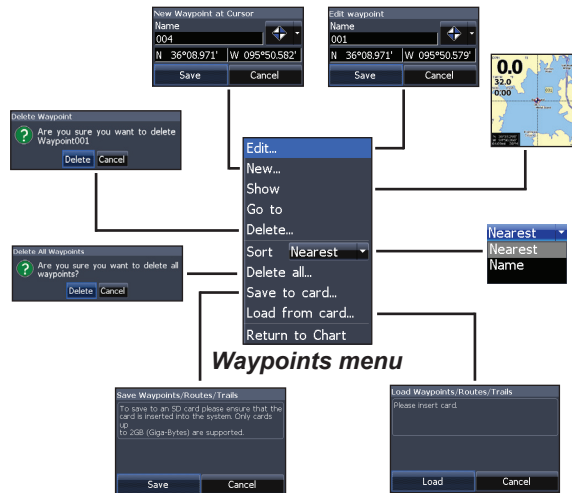 New Waypoint at Cursor
Name
004
N 36°08.971' W 095°50.582'
Save Cancel
Edit waypoint
Name
001
N 36°08.971' W 095°50.579'
Save Cancel
0.0
32.0
0.00
Delete Waypoint
Are you sure you want to delete
Waypoint001
Delete Cancel
Edit...
New...
Show
Go to
Delete...
Sort Nearest
Delete all...
Save to card...
Load from card...
Return to Chart
Nearest
Nearest
Name
Delete All Waypoints
Are you sure you want to delete all
waypoints?
Delete Cancel
Waypoints menu
Save Waypoints/Routes/Trails
To save to an SD card please ensure that the
card is inserted into the system. Only cards
up
to 2GB (Giga-Bytes) are supported.
Save Cancel
Load Waypoints/Routes/Trails
Please insert card.
Load Cancel